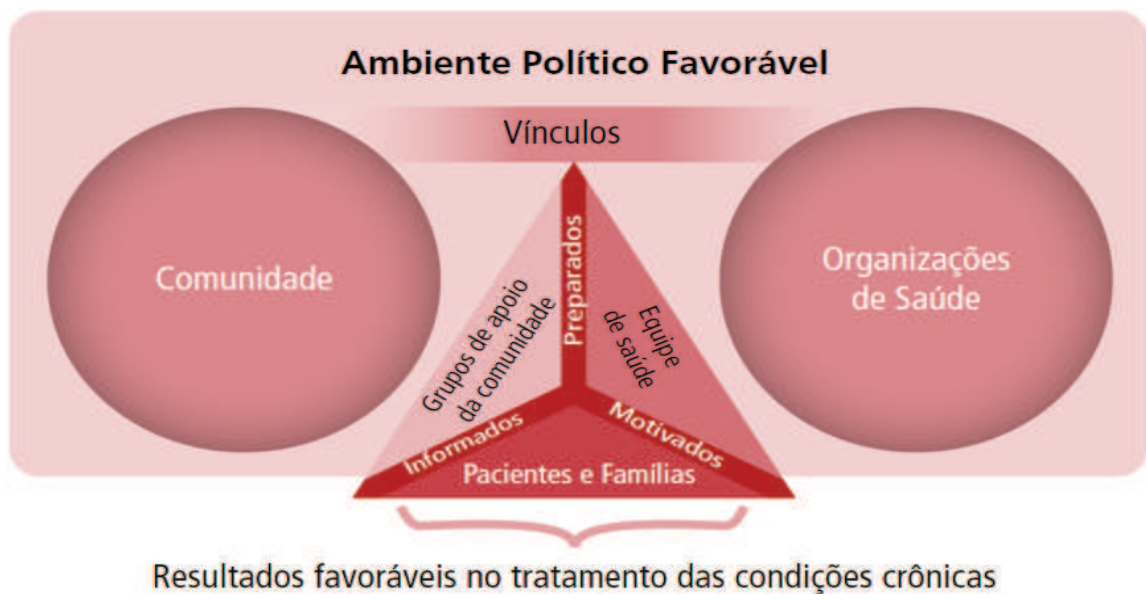 Ambiente Político Favorável
Vínculos
Comunidade
Organizações
de Saúde
Preparados
Grupos de apoio
da comunidade
Equipe
de saúde
Informados
Motivados
Pacientes e Famílias
Resultados favoráveis no tratamento das condições crônicas